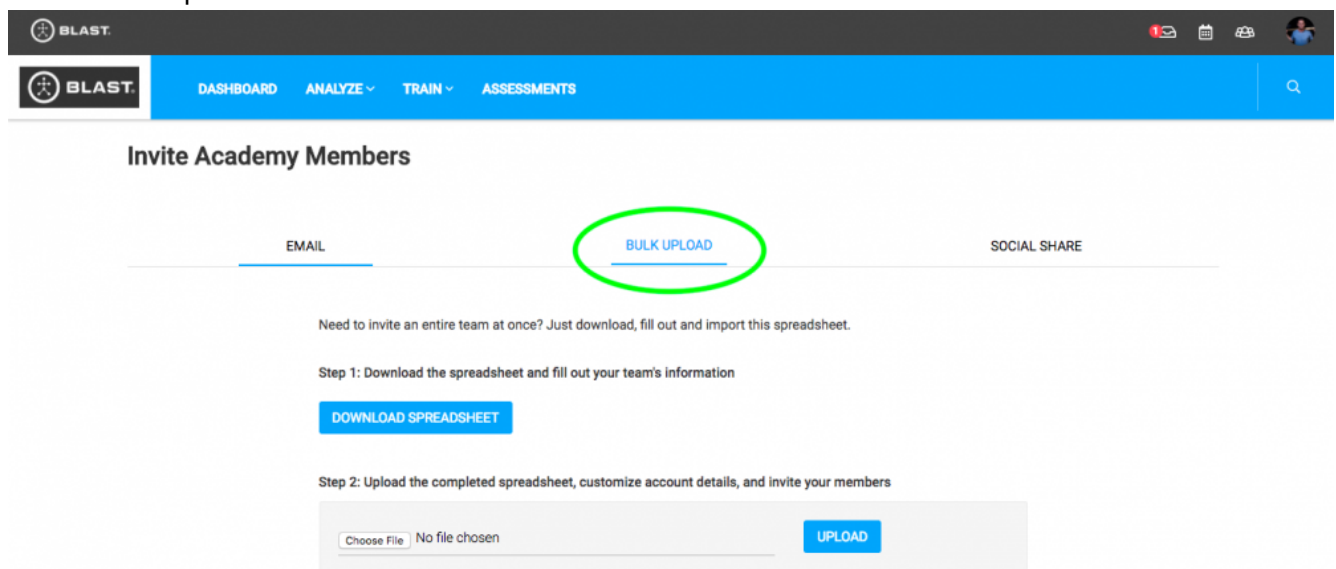 BLAST.
1
BLAST.
DASHBOARD ANALYZE TRAIN ASSESSMENTS
Invite Academy Members
EMAIL BULK UPLOAD SOCIAL SHARE
Need to invite an entire team at once? Just download, fill out and import this spreadsheet.
Step 1: Download the spreadsheet and fill out your team's information
DOWNLOAD SPREADSHEET
Step 2: Upload the completed spreadsheet, customize account details, and invite your members
Choose File No file chosen UPLOAD